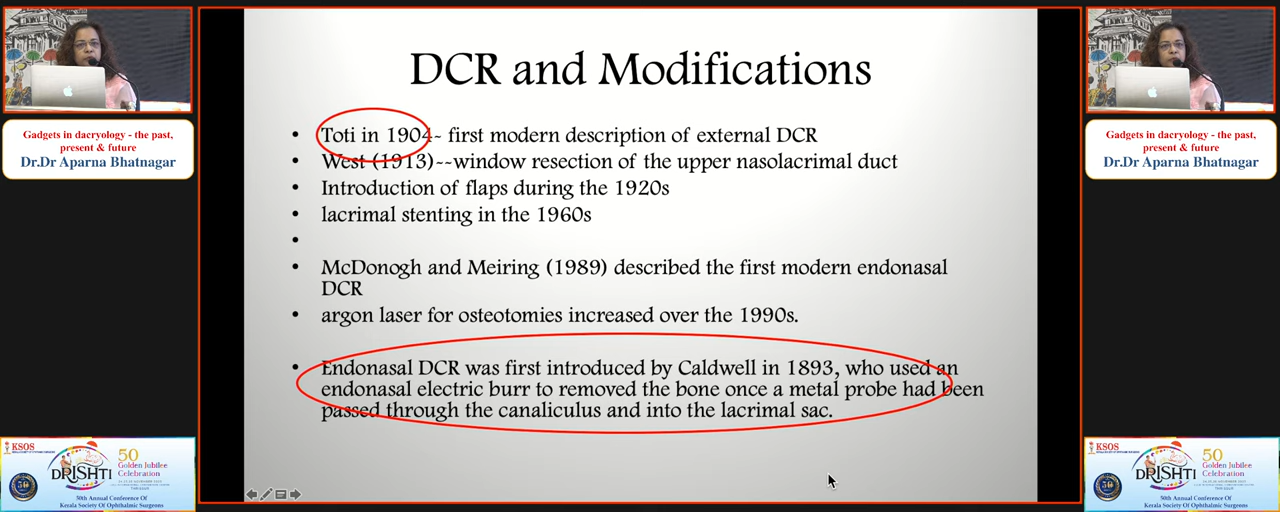 DCR and Modifications
• Toti in 1904- first modern description of external DCR
• West (1913)--window resection of the upper nasolacrimal duct
• Introduction of flaps during the 1920s
• lacrimal stenting in the 1960s
•
• McDonogh and Meiring (1989) described the first modern endonasal
DCR
• argon laser for osteotomies increased over the 1990s.
• Endonasal DCR was first introduced by Caldwell in 1893, who used an
endonasal electric burr to removed the bone once a metal probe had been
passed through the canaliculus and into the lacrimal sac.
Gadgets in dacryology - the past,
present & future
Dr.Dr Aparna Bhatnagar
KSOS
DRISHTI
50
Golden Jubilee
Celebration
50th Annual Conference Of
Kerala Society Of Ophthalmic Surgeons
Gadgets in dacryology - the past,
present & future
Dr.Dr Aparna Bhatnagar
KSOS
DRISHTI
50
Golden Jubilee
Celebration
50th Annual Conference Of
Kerala Society Of Ophthalmic Surgeons